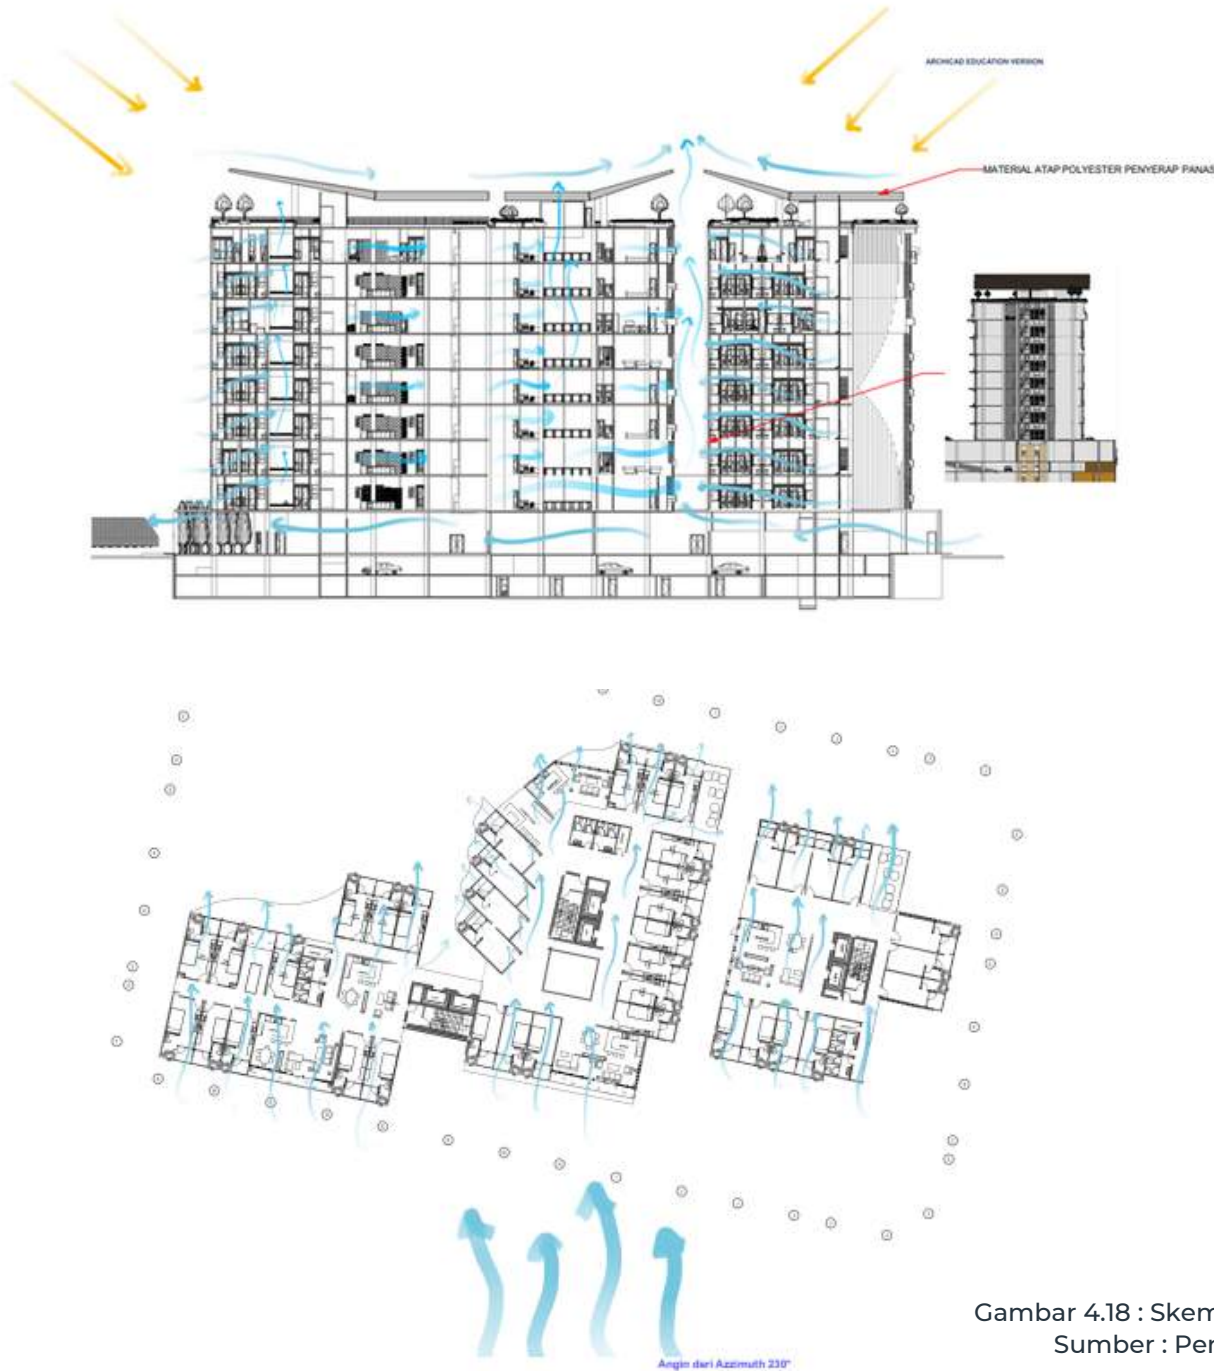 ARCHICAD EDUCATION VERSION
MATERIAL ATAP POLYESTER PENYERAP PANAS
Gambar 4.18 : Skem
Sumber : Per
Angin dari Azzimuth 230°